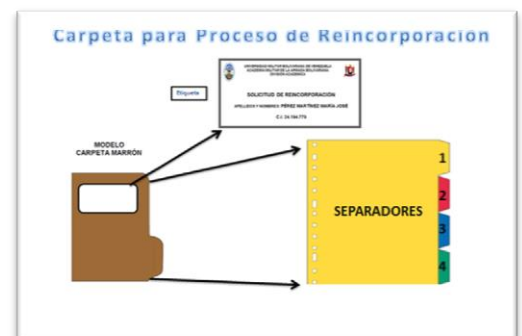 Carpeta para Proceso de Reincorporación
UNIVERSIDAD MILITAR BOLIVARIANA DE VENEZUELA
ACADEMIA MILITAR DE LA ARMADA BOLIVARIANA
DIVISIÓN ACADÉMICA
Etiqueta
SOLICITUD DE REINCORPORACIÓN
APELLIDOS Y NOMBRES: PÉREZ MARTÍNEZ MARÍA JOSÉ
C.I.
MODELO
CARPETA MARRÓN
1
2
SEPARADORES
3
4